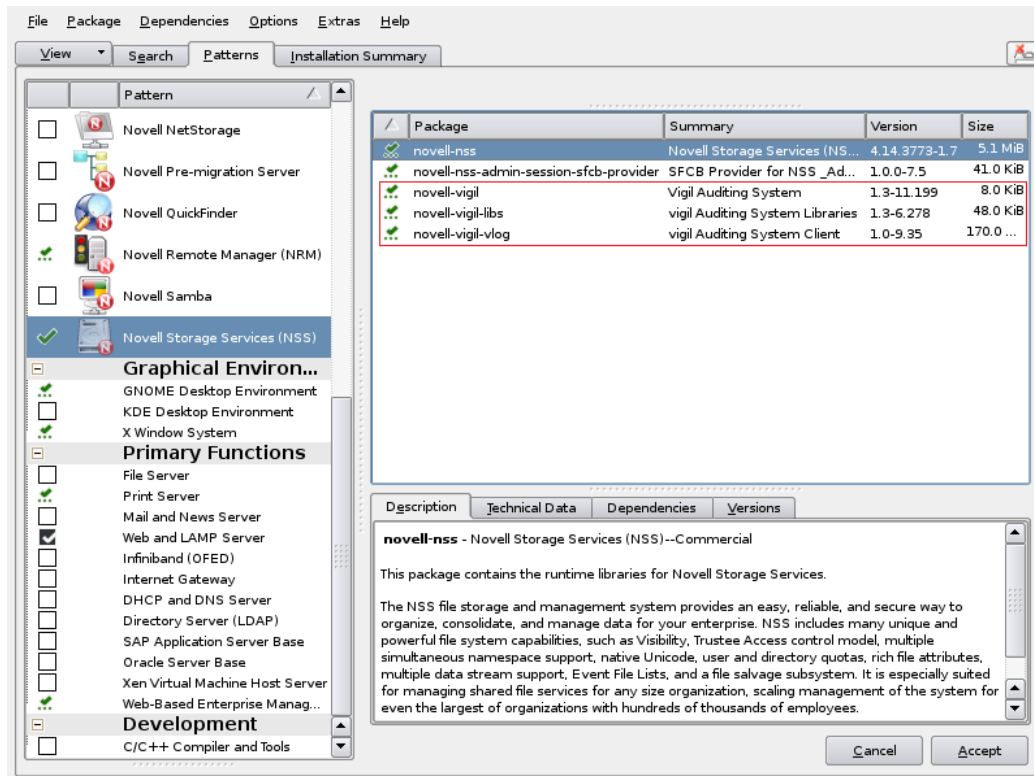 File Package Dependencies Options Extras Help
View Search Patterns Installation Summary
Pattern
Novell NetStorage
Novell Pre-migration Server
Novell QuickFinder
Novell Remote Manager (NRM)
Novell Samba
Novell Storage Services (NSS)
Graphical Environ...
GNOME Desktop Environment
KDE Desktop Environment
X Window System
Primary Functions
File Server
Print Server
Mail and News Server
Web and LAMP Server
Infiniband (OFED)
Internet Gateway
DHCP and DNS Server
Directory Server (LDAP)
SAP Application Server Base
Oracle Server Base
Xen Virtual Machine Host Server
Web-Based Enterprise Manag...
Development
C/C++ Compiler and Tools
Package Summary Version Size
novell-nss Novell Storage Services (NS... 4.14.3773-1.7 5.1 MiB
novell-nss-admin-session-sfcb-provider SFCB Provider for NSS _Ad... 1.0.0-7.5 41.0 KiB
novell-vigil Vigil Auditing System 1.3-11.199 8.0 KiB
novell-vigil-libs vigil Auditing System Libraries 1.3-6.278 48.0 KiB
novell-vigil-vlog vigil Auditing System Client 1.0-9.35 170.0 ...
Description Technical Data Dependencies Versions
novell-nss - Novell Storage Services (NSS)--Commercial
This package contains the runtime libraries for Novell Storage Services.
The NSS file storage and management system provides an easy, reliable, and secure way to
organize, consolidate, and manage data for your enterprise. NSS includes many unique and
powerful file system capabilities, such as Visibility, Trustee Access control model, multiple
simultaneous namespace support, native Unicode, user and directory quotas, rich file attributes,
multiple data stream support, Event File Lists, and a file salvage subsystem. It is especially suited
for managing shared file services for any size organization, scaling management of the system for
even the largest of organizations with hundreds of thousands of employees.
Cancel Accept